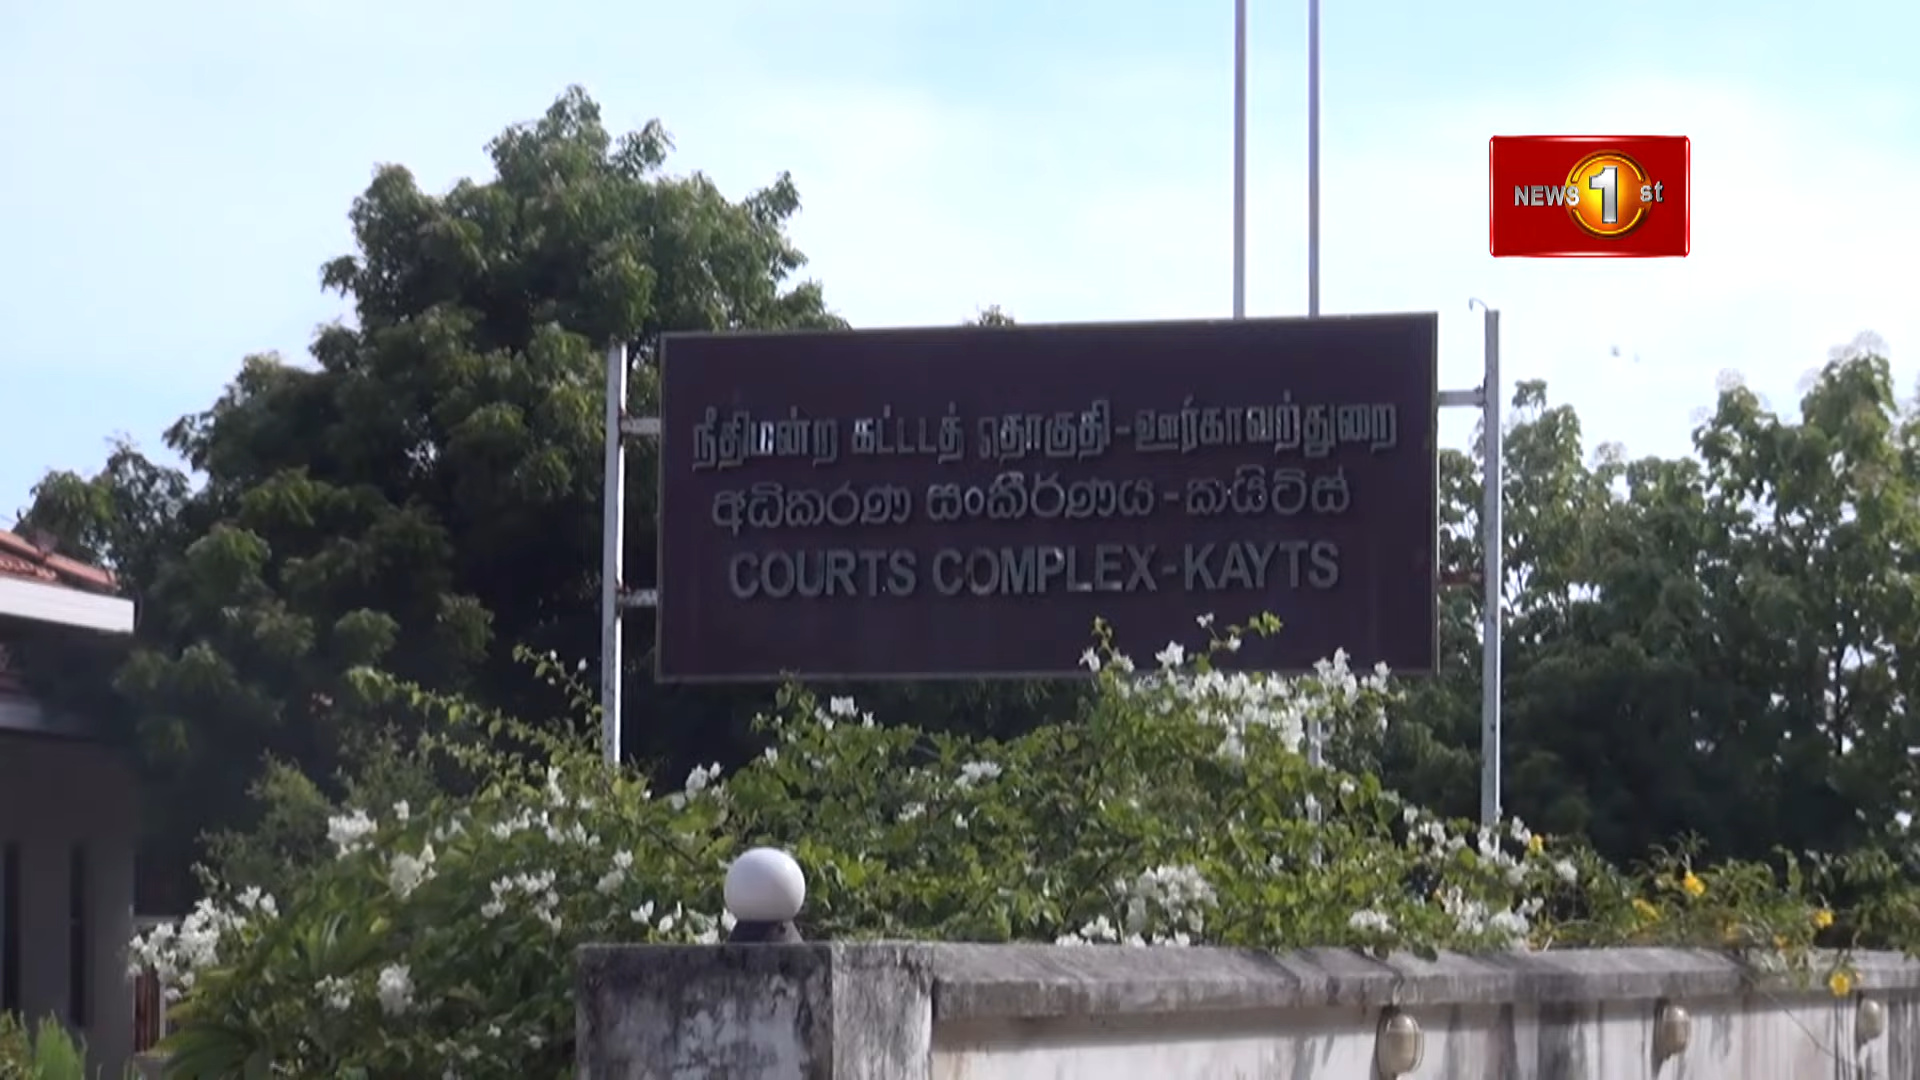 NEWS 1st
நீதிமன்ற கட்டடத் தொகுதி - ஊர்காவற்துறை
අධිකරණ සංකීර්ණය - කයිට්ස්
COURTS COMPLEX - KAYTS